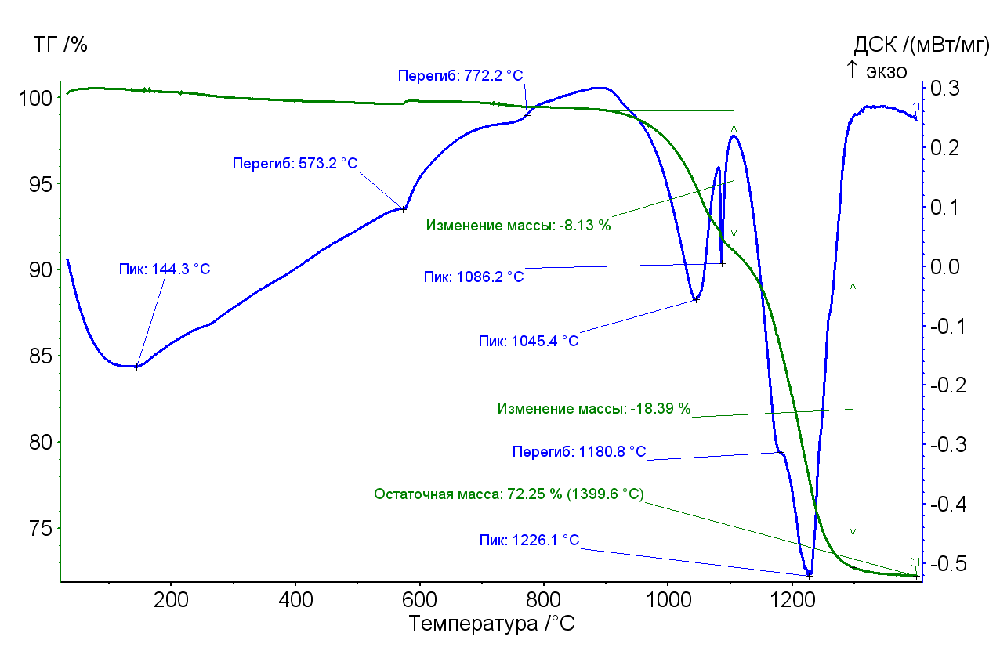 ТГ /%
ДСК /(мВт/мг)
↑ экзо
Перегиб: 772.2 °C
100
0.3
[1]
0.2
Перегиб: 573.2 °C
95
0.1
Изменение массы: -8.13 %
Пик: 144.3 °C
90
0.0
Пик: 1086.2 °C
-0.1
Пик: 1045.4 °C
85
-0.2
Изменение массы: -18.39 %
80
-0.3
Перегиб: 1180.8 °C
Остаточная масса: 72.25 % (1399.6 °C)
-0.4
75
Пик: 1226.1 °C
[1]
-0.5
200 400 600 800 1000 1200
Температура /°C